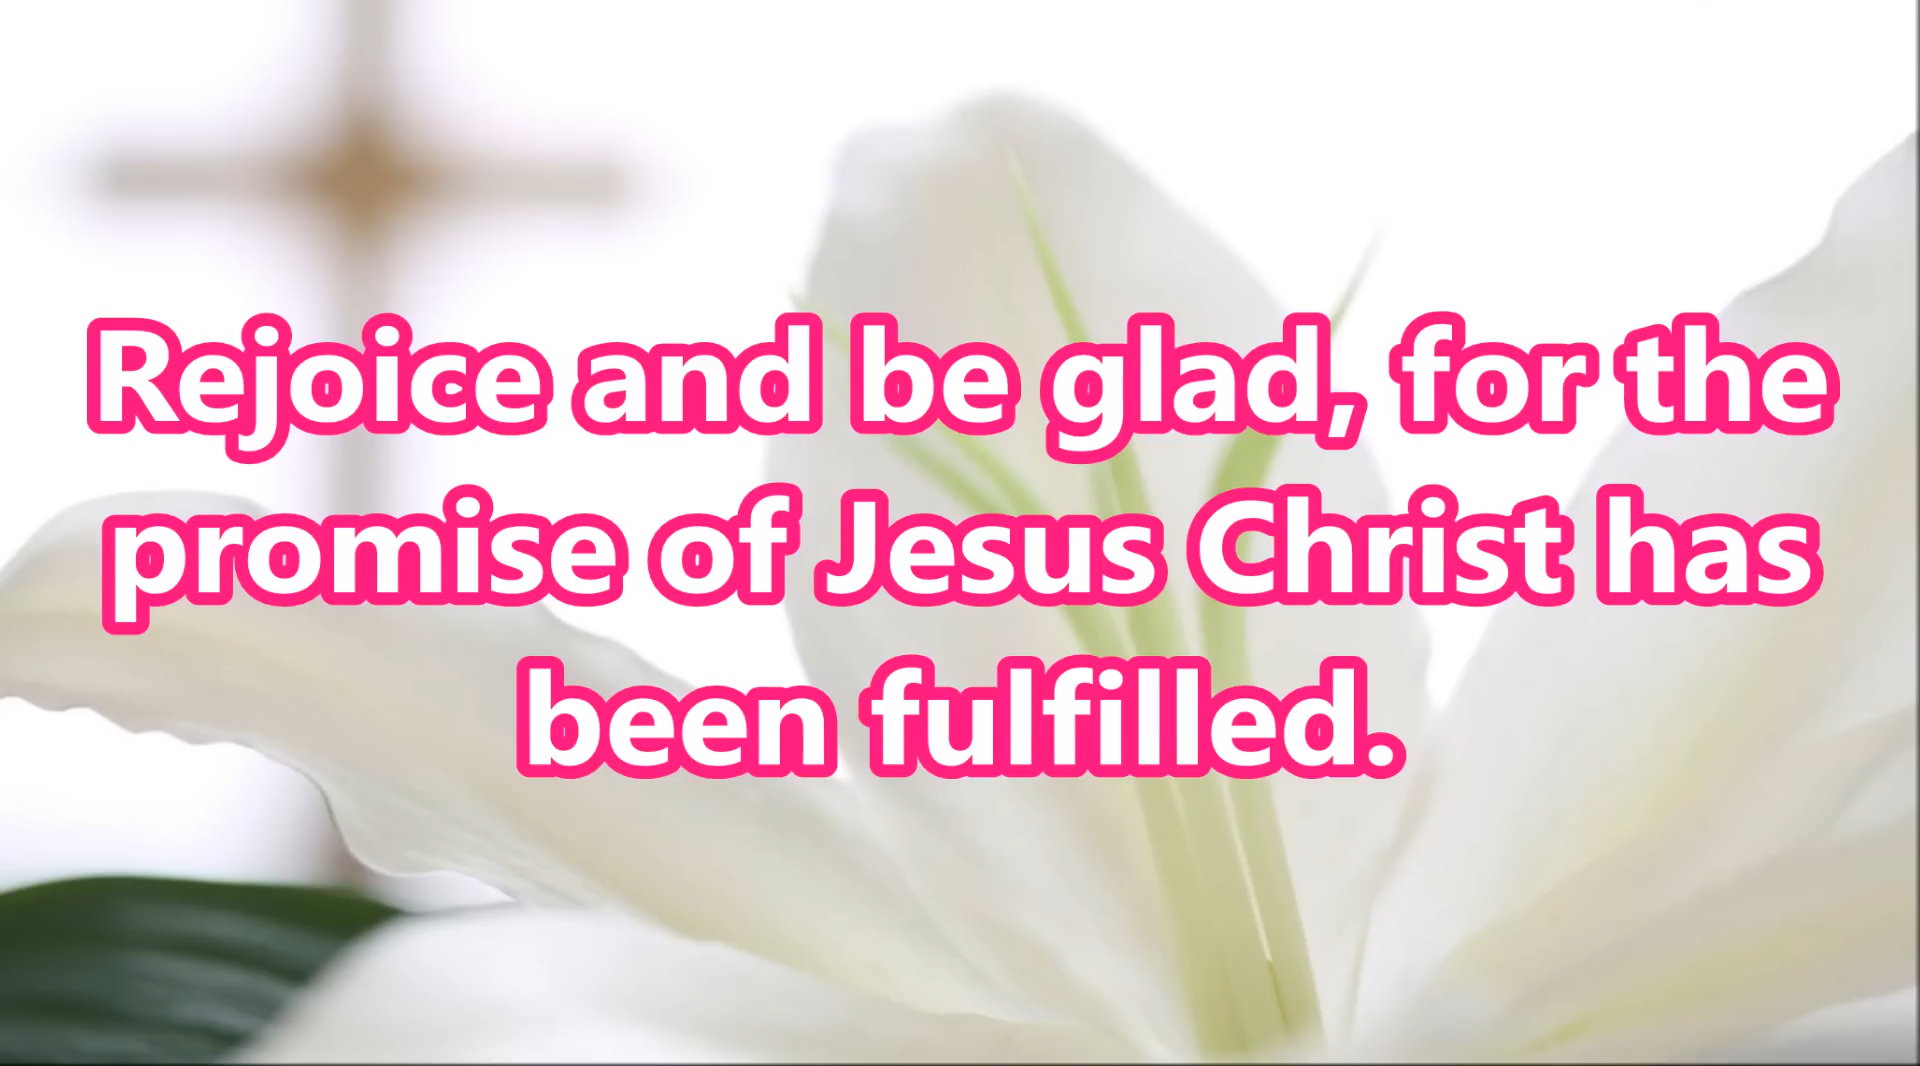 Rejoice and be glad, for the
promise of Jesus Christ has
been fulfilled.